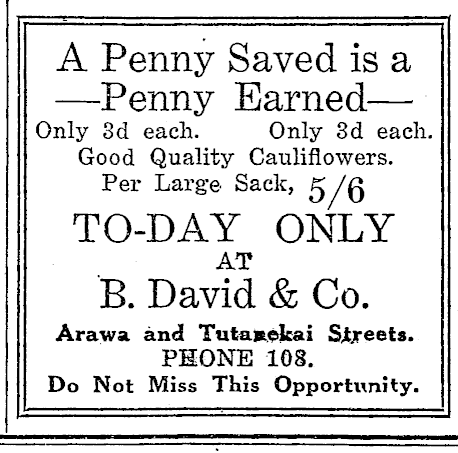 A Penny Saved is a
—Penny Earned—
Only 3d each. Only 3d each.
Good Quality Cauliflowers.
Per Large Sack, 5/6
TO-DAY ONLY
AT
B. David & Co.
Arawa and Tutanekai Streets.
PHONE 108.
Do Not Miss This Opportunity.